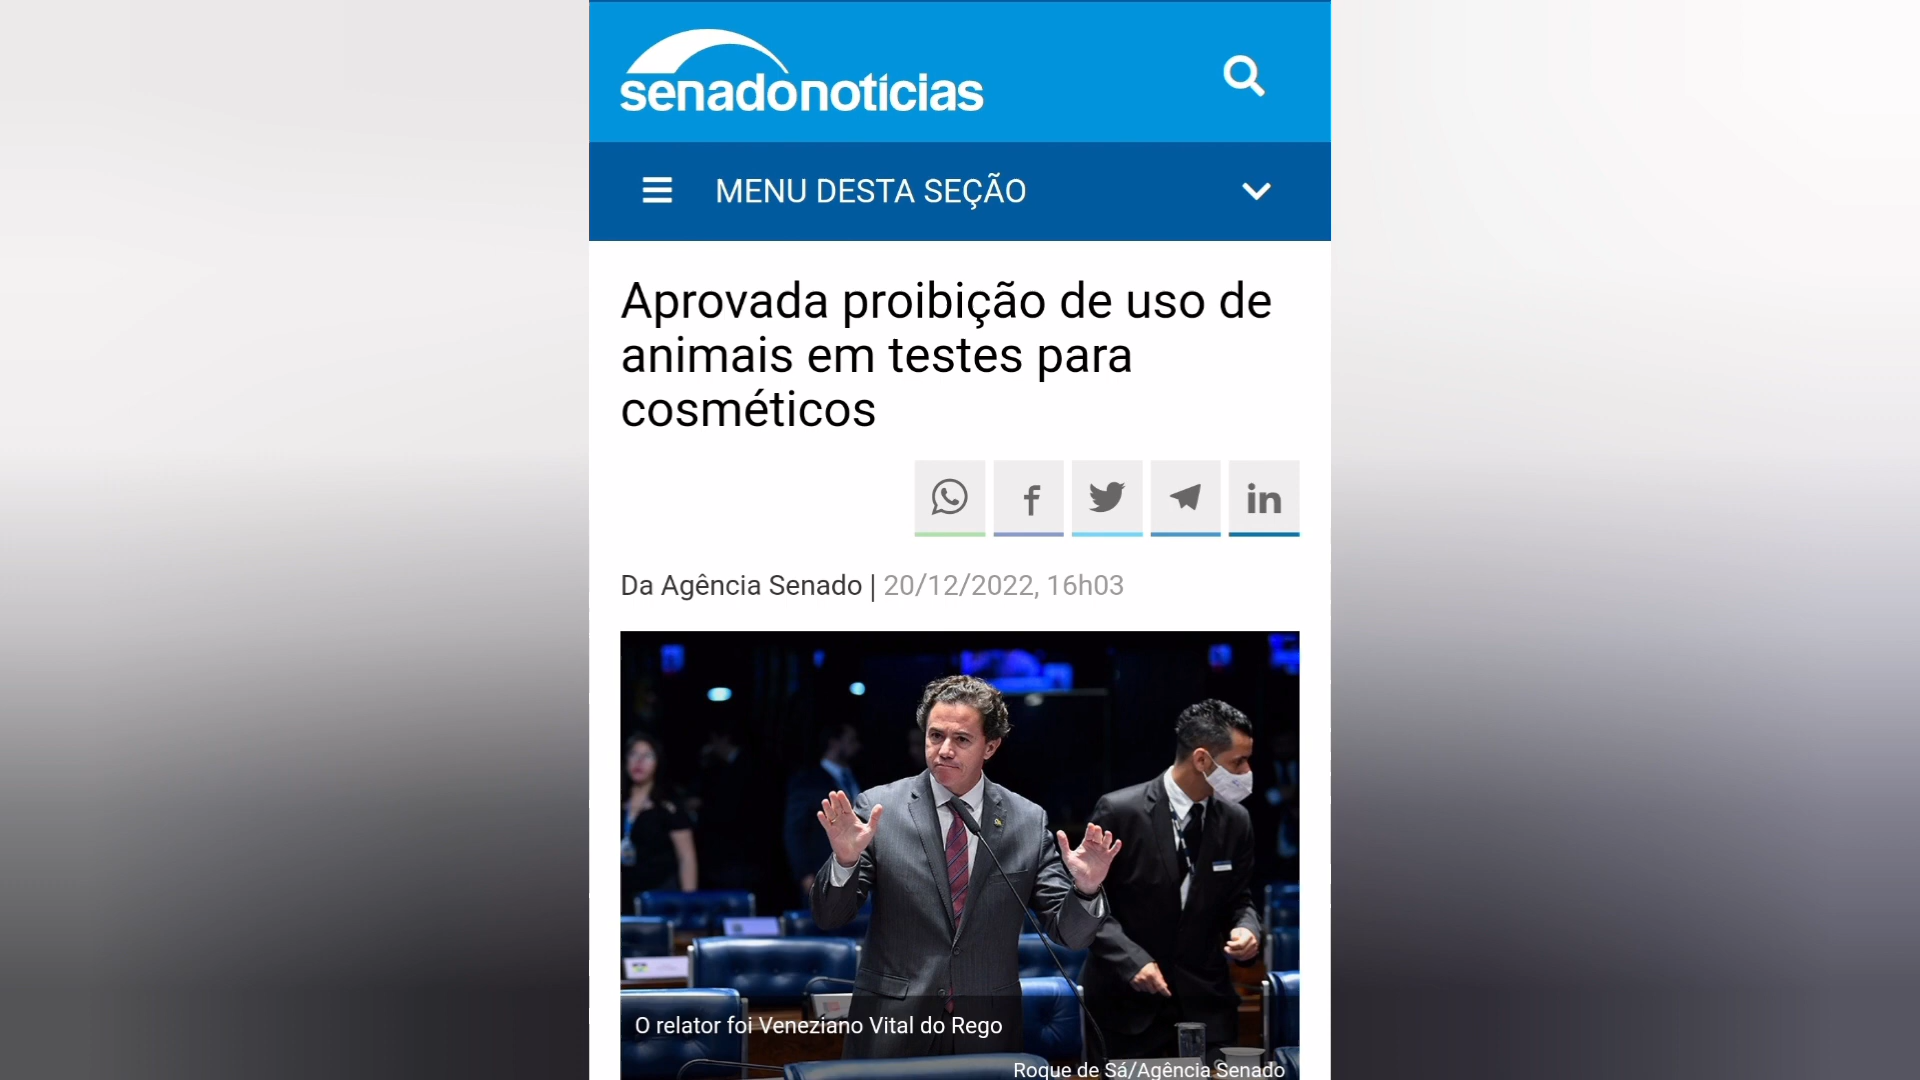 senadonotícias
MENU DESTA SEÇÃO
Aprovada proibição de uso de
animais em testes para
cosméticos
Da Agência Senado | 20/12/2022, 16h03
O relator foi Veneziano Vital do Rego
Roque de Sá/Agência Senado